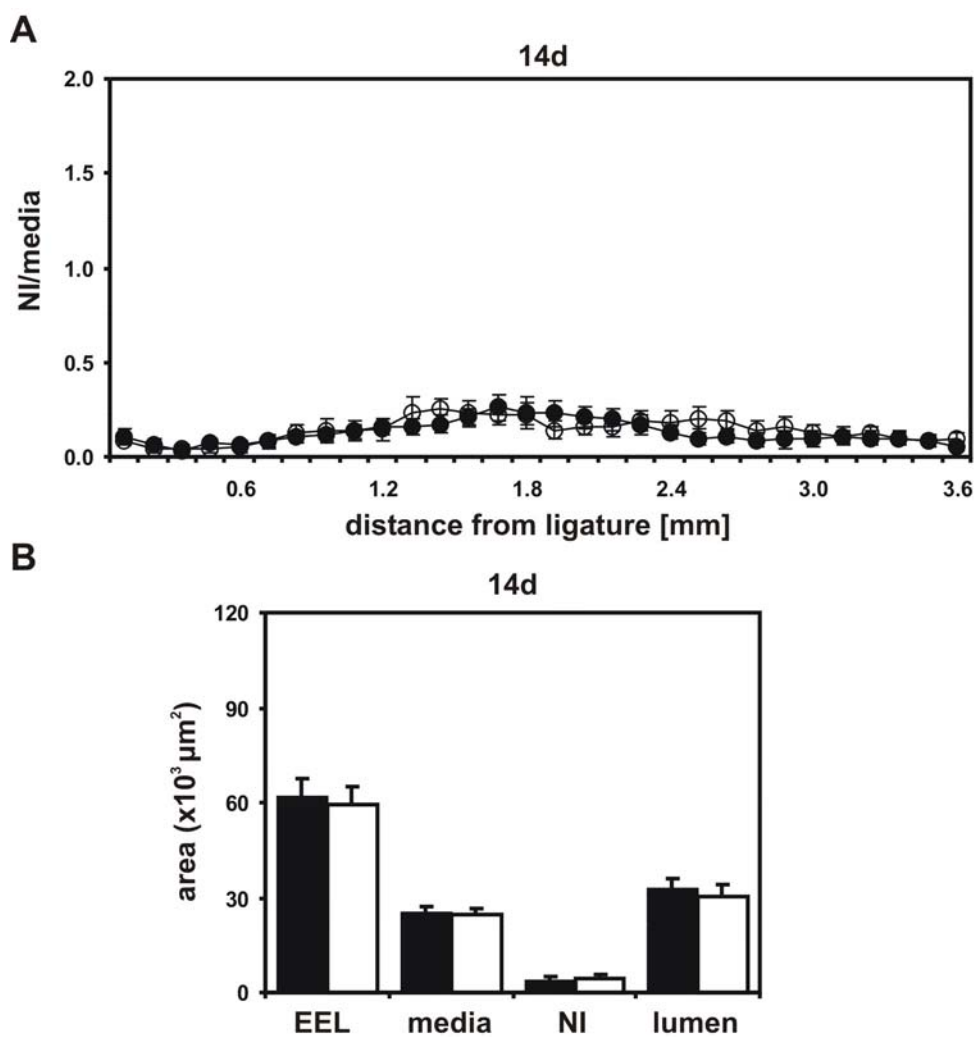 A
14d
2.0
1.5
1.0
0.5
0.0
NI/media
0.6 1.2 1.8 2.4 3.0 3.6
distance from ligature [mm]
B
14d
120
90
60
30
0
area (x10³ µm²)
EEL media NI lumen